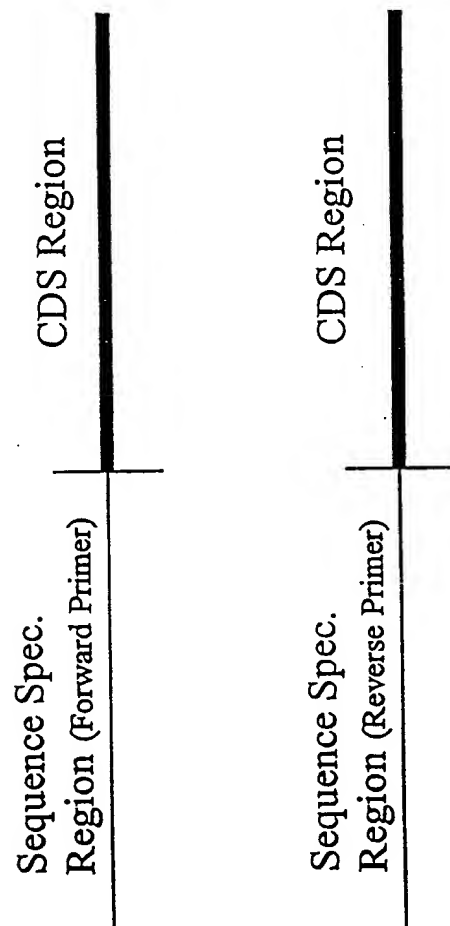 Sequence Spec.
Region (Forward Primer)
CDS Region
Sequence Spec.
Region (Reverse Primer)
CDS Region